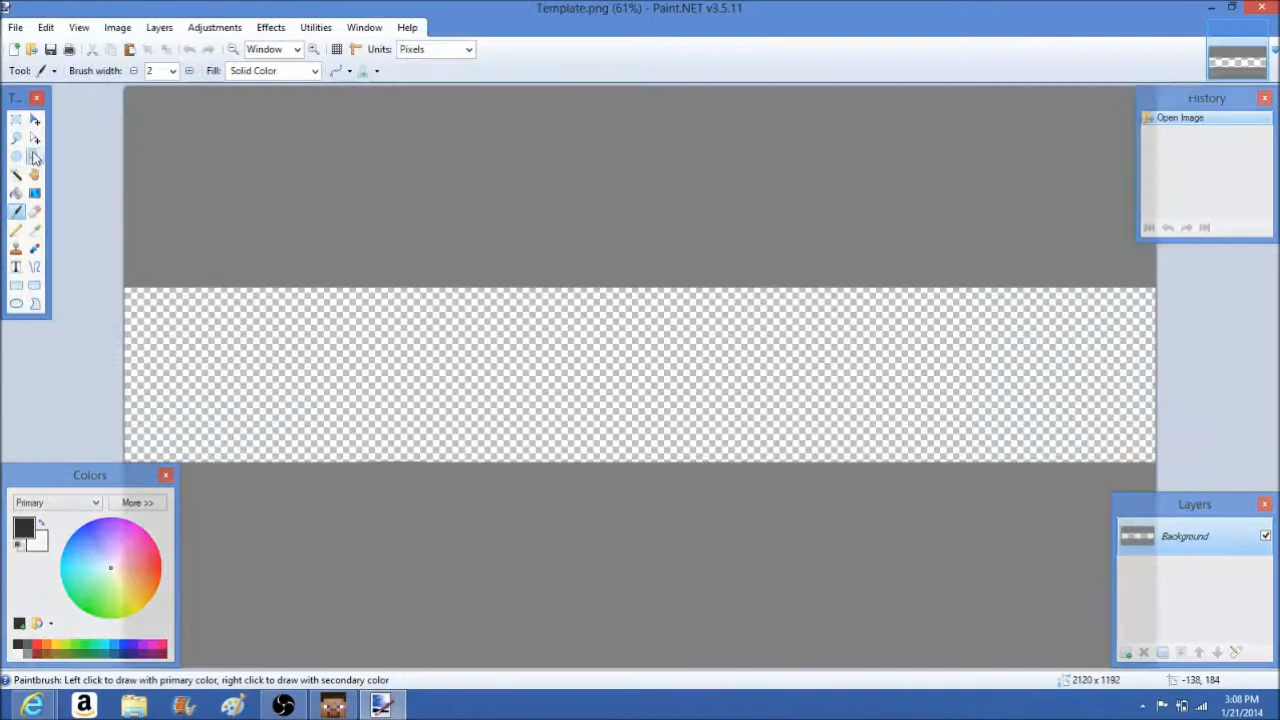 Template.png (61%) - Paint.NET v3.5.11
File Edit View Image Layers Adjustments Effects Utilities Window Help
Window Units: Pixels
Tool: Brush width: 2 Fill: Solid Color
T...
History
Open Image
Colors
Primary More >>
Layers
Background
Paintbrush: Left click to draw with primary color, right click to draw with secondary color
2120 x 1192
-138, 184
3:08 PM
1/21/2014